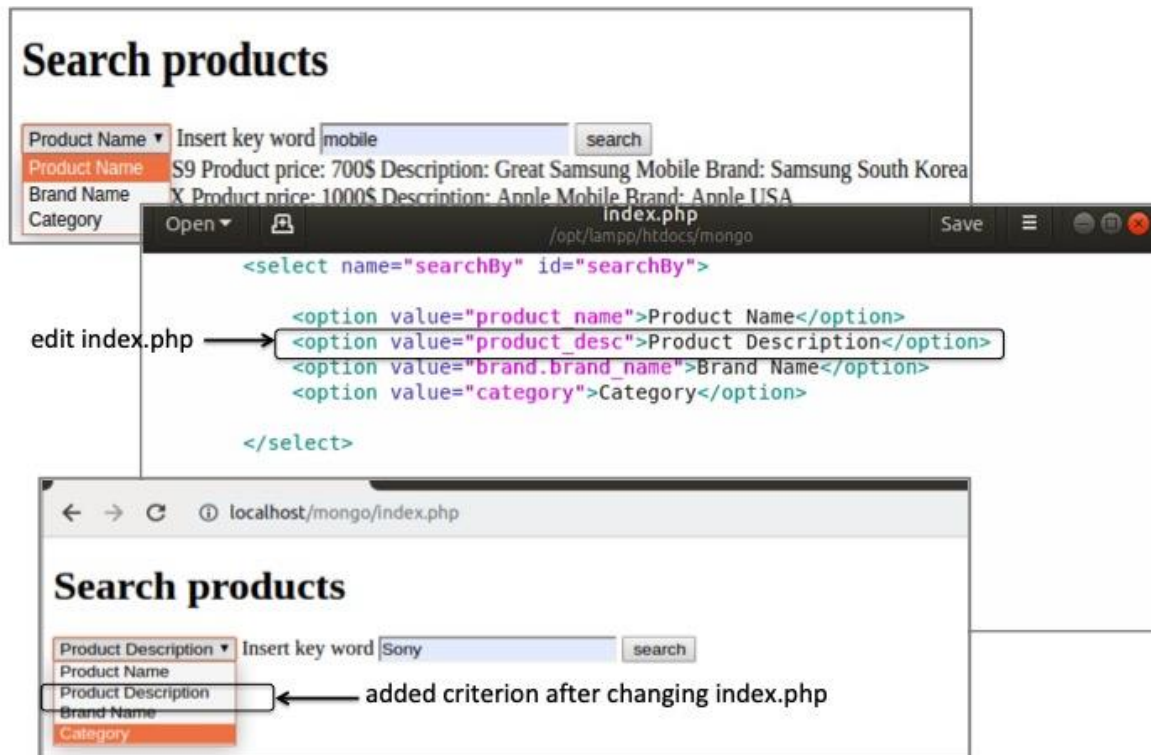 Search products
Product Name ▾ Insert key word mobile search
Product Name S9 Product price: 700$ Description: Great Samsung Mobile Brand: Samsung South Korea
Brand Name X Product price: 1000$ Description: Apple Mobile Brand: Apple USA
Category
Open ▾ index.php Save
/opt/lampp/htdocs/mongo
<select name="searchBy" id="searchBy">
<option value="product_name">Product Name</option>
edit index.php <option value="product_desc">Product Description</option>
<option value="brand.brand_name">Brand Name</option>
<option value="category">Category</option>
</select>
localhost/mongo/index.php
Search products
Product Description ▾ Insert key word Sony search
Product Name
Product Description added criterion after changing index.php
Brand Name
Category